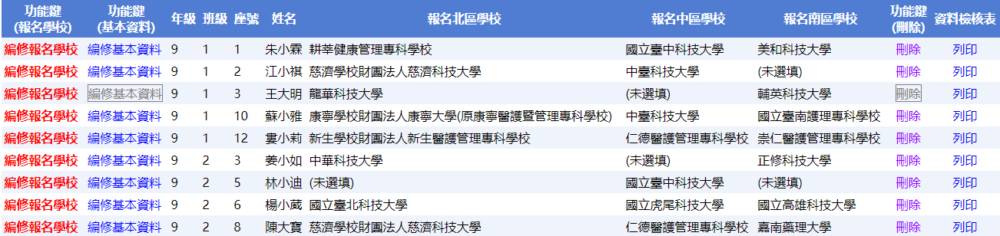 功能鍵 (報名學校) 功能鍵 (基本資料) 年級 班級 座號 姓名 報名北區學校 報名中區學校 報名南區學校 功能鍵 (刪除) 資料檢核表
編修報名學校 編修基本資料 9 1 1 朱小霖 耕莘健康管理專科學校 國立臺中科技大學 美和科技大學 刪除 列印
編修報名學校 編修基本資料 9 1 2 江小祺 慈濟學校財團法人慈濟科技大學 中臺科技大學 (未選填) 刪除 列印
編修報名學校 編修基本資料 9 1 3 王大明 龍華科技大學 (未選填) 輔英科技大學 刪除 列印
編修報名學校 編修基本資料 9 1 10 蘇小雅 康寧學校財團法人康寧大學(原康寧醫護暨管理專科學校) 中臺科技大學 國立臺南護理專科學校 刪除 列印
編修報名學校 編修基本資料 9 1 12 婁小莉 新生學校財團法人新生醫護管理專科學校 仁德醫護管理專科學校 崇仁醫護管理專科學校 刪除 列印
編修報名學校 編修基本資料 9 2 3 姜小如 中華科技大學 (未選填) 正修科技大學 刪除 列印
編修報名學校 編修基本資料 9 2 5 林小迪 (未選填) 國立臺中科技大學 (未選填) 刪除 列印
編修報名學校 編修基本資料 9 2 6 楊小葳 國立臺北科技大學 國立虎尾科技大學 國立高雄科技大學 刪除 列印
編修報名學校 編修基本資料 9 2 8 陳大寶 慈濟學校財團法人慈濟科技大學 仁德醫護管理專科學校 嘉南藥理大學 刪除 列印